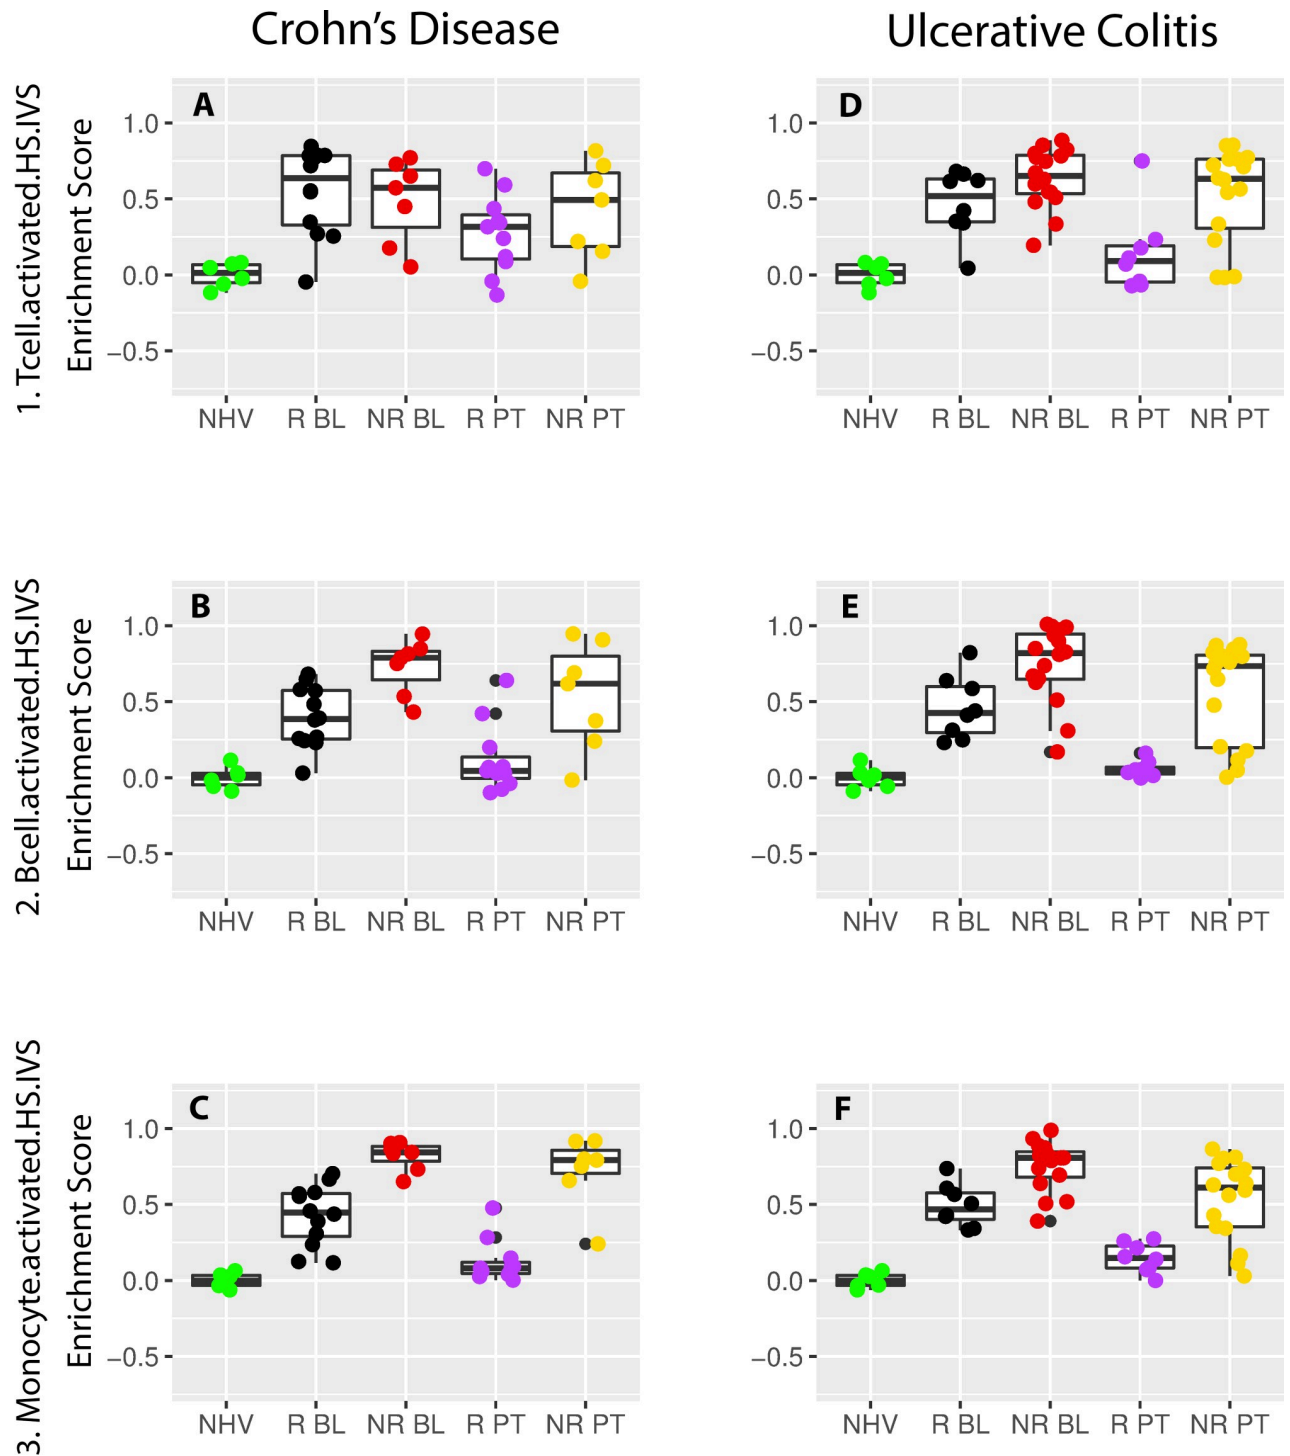 Crohn's Disease
Ulcerative Colitis
1. Tcell.activated.HS.IVS
Enrichment Score
A
1.0
0.5
0.0
−0.5
NHV R BL NR BL R PT NR PT
D
1.0
0.5
0.0
−0.5
NHV R BL NR BL R PT NR PT
2. Bcell.activated.HS.IVS
Enrichment Score
B
1.0
0.5
0.0
−0.5
NHV R BL NR BL R PT NR PT
E
1.0
0.5
0.0
−0.5
NHV R BL NR BL R PT NR PT
3. Monocyte.activated.HS.IVS
Enrichment Score
C
1.0
0.5
0.0
−0.5
NHV R BL NR BL R PT NR PT
F
1.0
0.5
0.0
−0.5
NHV R BL NR BL R PT NR PT